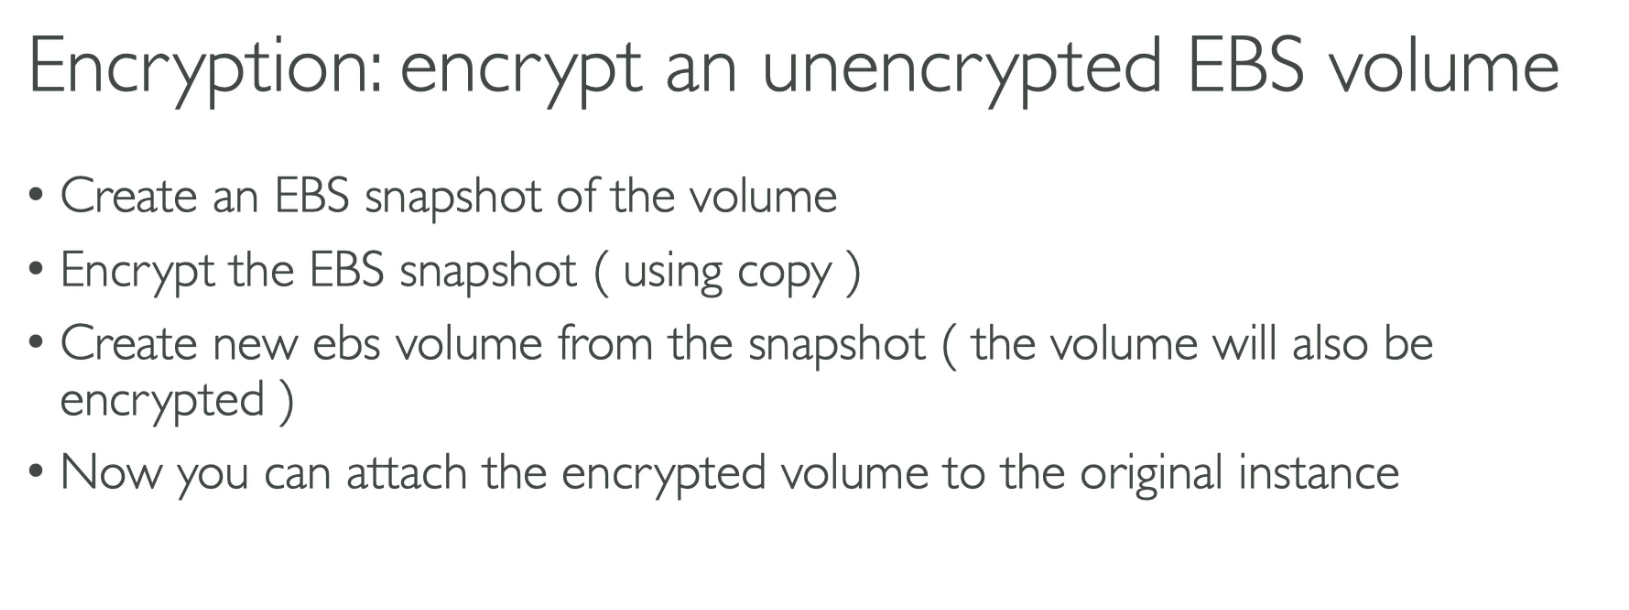 Encryption: encrypt an unencrypted EBS volume
• Create an EBS snapshot of the volume
• Encrypt the EBS snapshot ( using copy )
• Create new ebs volume from the snapshot ( the volume will also be
encrypted )
• Now you can attach the encrypted volume to the original instance